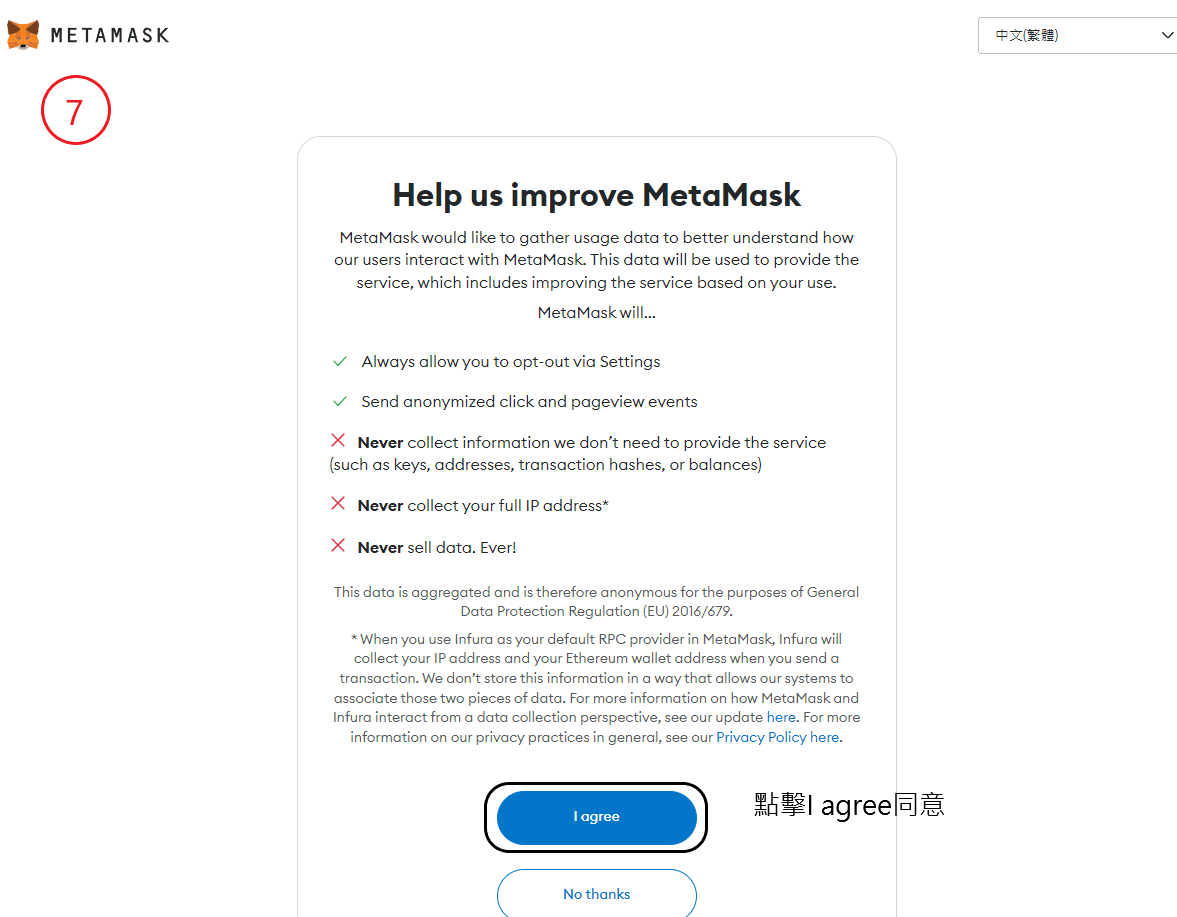 METAMASK
中文(繁體)
7
Help us improve MetaMask
MetaMask would like to gather usage data to better understand how
our users interact with MetaMask. This data will be used to provide the
service, which includes improving the service based on your use.
MetaMask will...
Always allow you to opt-out via Settings
Send anonymized click and pageview events
Never collect information we don’t need to provide the service
(such as keys, addresses, transaction hashes, or balances)
Never collect your full IP address*
Never sell data. Ever!
This data is aggregated and is therefore anonymous for the purposes of General
Data Protection Regulation (EU) 2016/679.
* When you use Infura as your default RPC provider in MetaMask, Infura will
collect your IP address and your Ethereum wallet address when you send a
transaction. We don’t store this information in a way that allows our systems to
associate those two pieces of data. For more information on how MetaMask and
Infura interact from a data collection perspective, see our update here. For more
information on our privacy practices in general, see our Privacy Policy here.
I agree
點擊I agree同意
No thanks